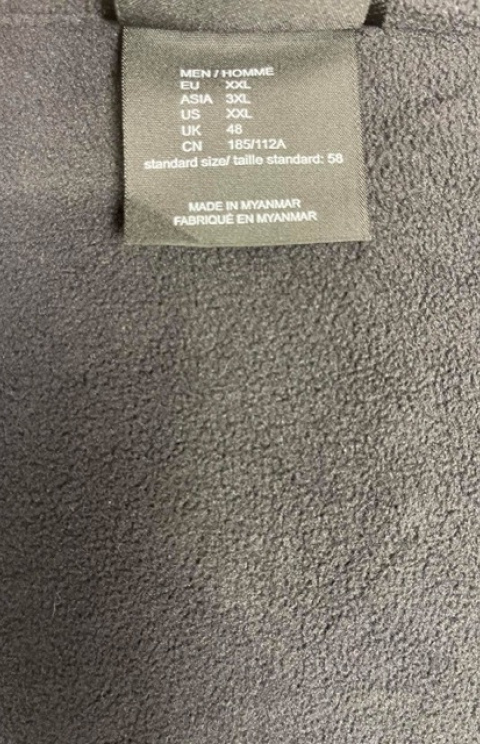 MEN / HOMME
EU XXL
ASIA 3XL
US XXL
UK 48
CN 185/112A
standard size/ taille standard: 58
MADE IN MYANMAR
FABRIQUÉ EN MYANMAR